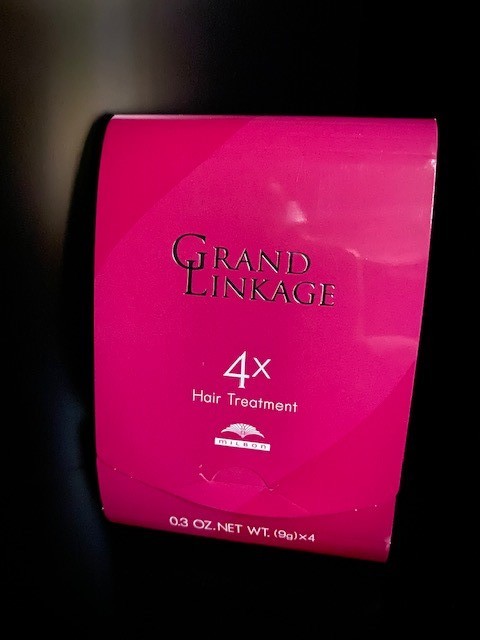 GRAND
LINKAGE
4x
Hair Treatment
MILBON
0.3 OZ.NET WT. (9g)×4